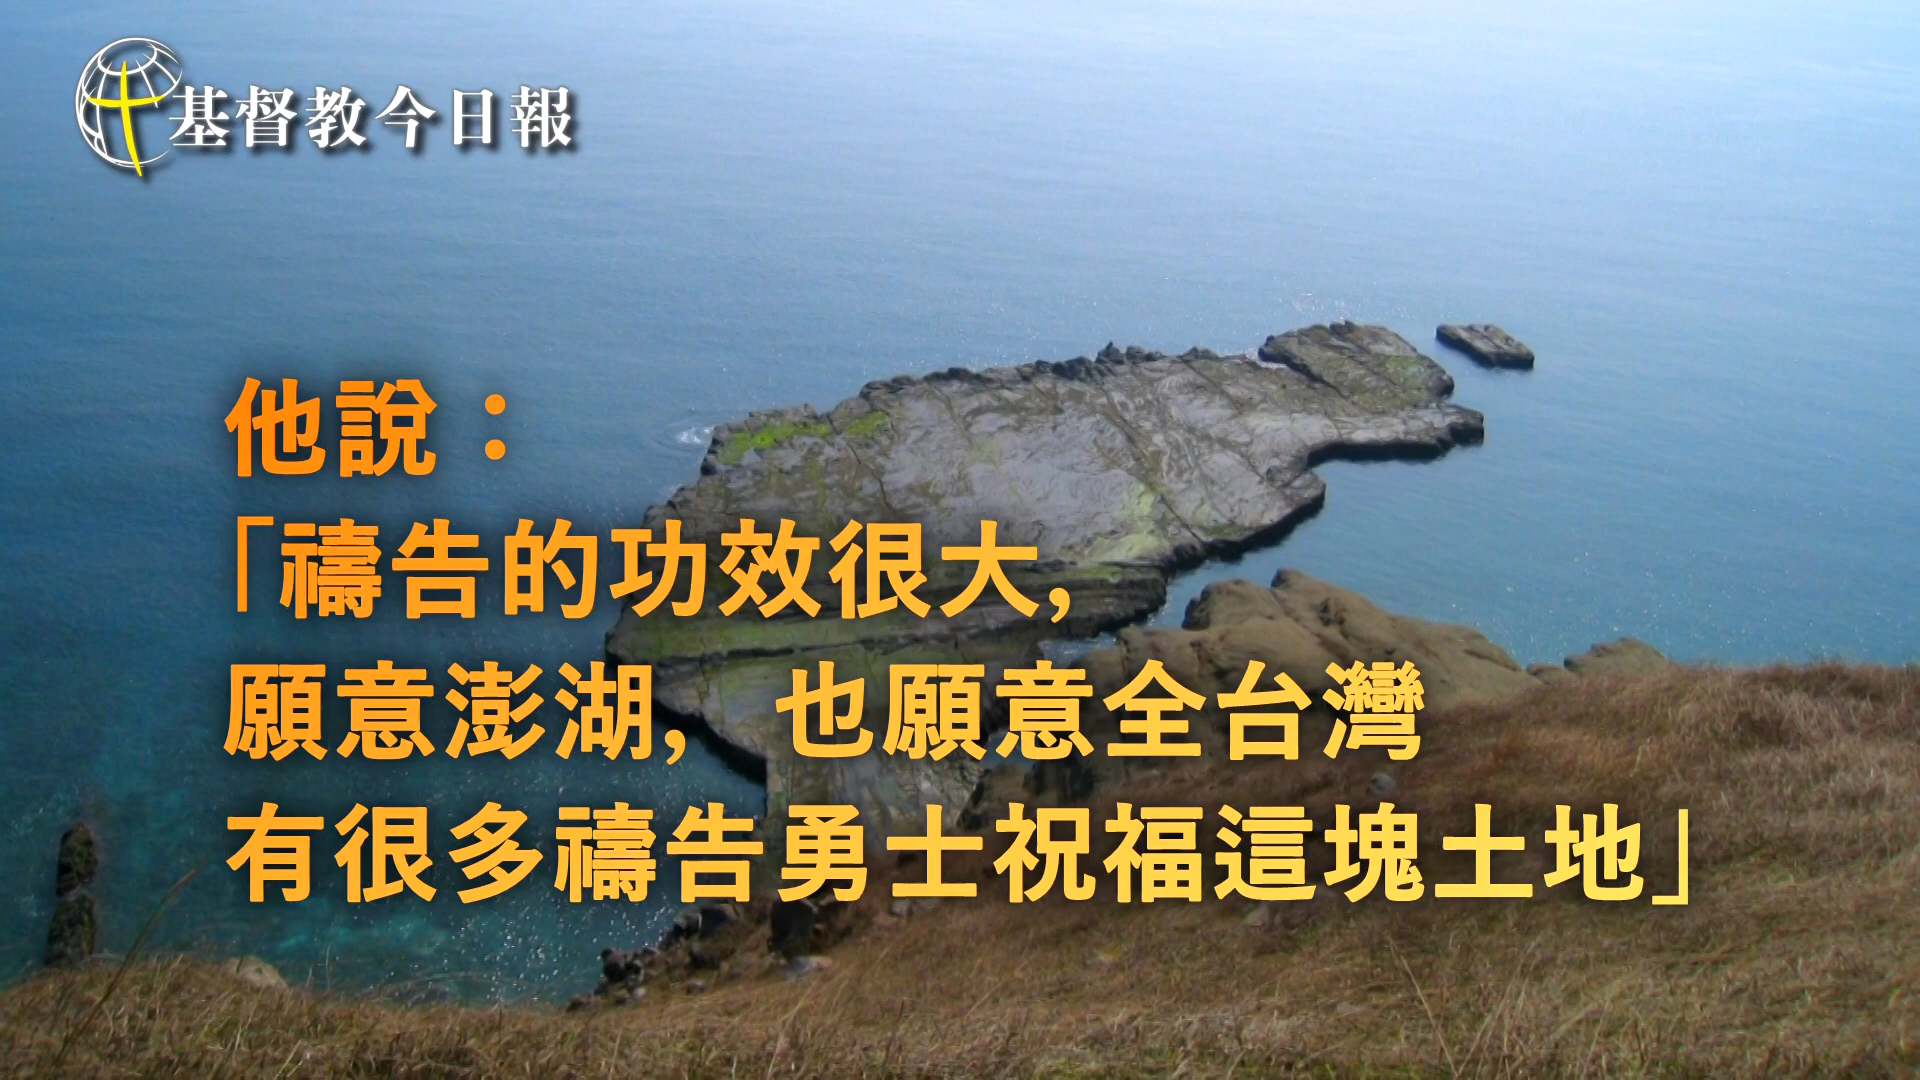 基督教今日報
他說：
「禱告的功效很大,
願意澎湖, 也願意全台灣
有很多禱告勇士祝福這塊土地」